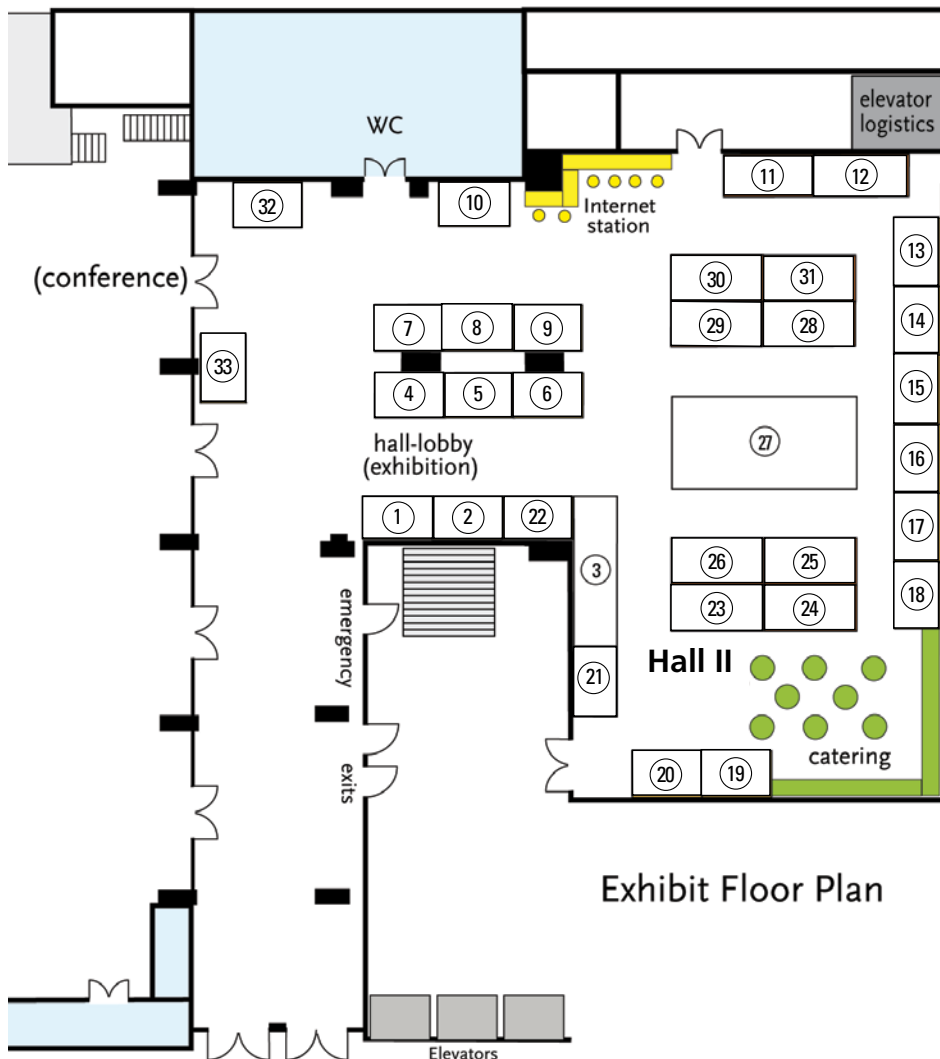 elevator
logistics
WC
11
12
32
10
Internet
station
13
(conference)
30
31
14
7
8
9
29
28
33
15
4
5
6
27
hall-lobby
(exhibition)
16
1
2
22
17
3
26
25
18
emergency
23
24
Hall II
21
catering
exits
20
19
Exhibit Floor Plan
Elevators